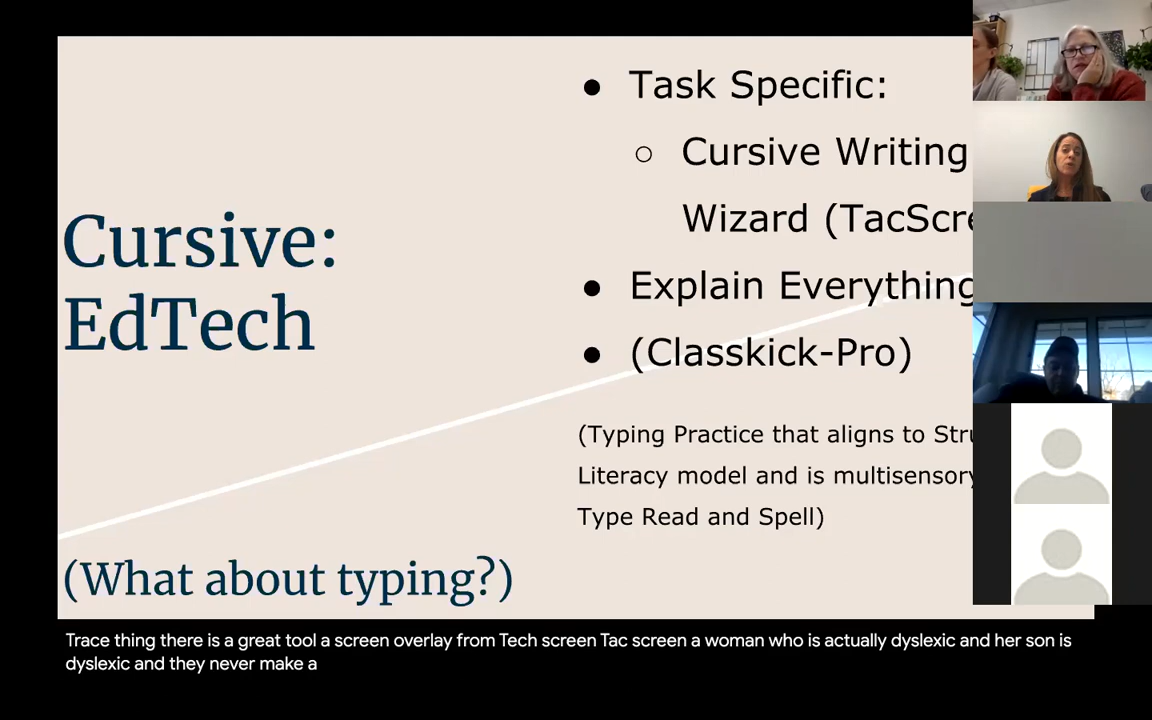 Cursive:
EdTech
(What about typing?)
● Task Specific:
○ Cursive Writing
Wizard (TacScre
● Explain Everything
● (Classkick-Pro)
(Typing Practice that aligns to Stru
Literacy model and is multisensory
Type Read and Spell)
Trace thing there is a great tool a screen overlay from Tech screen Tac screen a woman who is actually dyslexic and her son is
dyslexic and they never make a